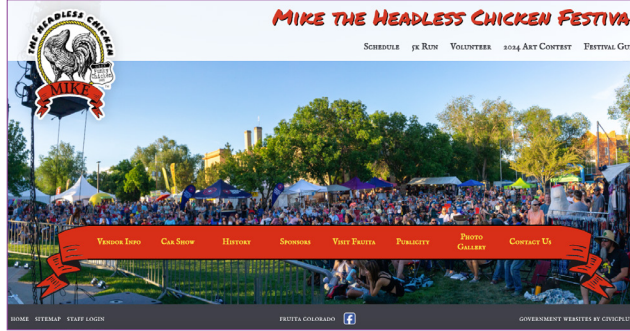 Mike the Headless Chicken Festiva
THE HEADLESS CHICKEN
MIKE
Schedule 5k Run Volunteer 2024 Art Contest Festival Gu
Vendor Info Car Show History Sponsors Visit Fruita Publicity Photo Gallery Contact Us
HOME SITEMAP STAFF LOGIN FRUITA COLORADO GOVERNMENT WEBSITES BY CIVICPLU